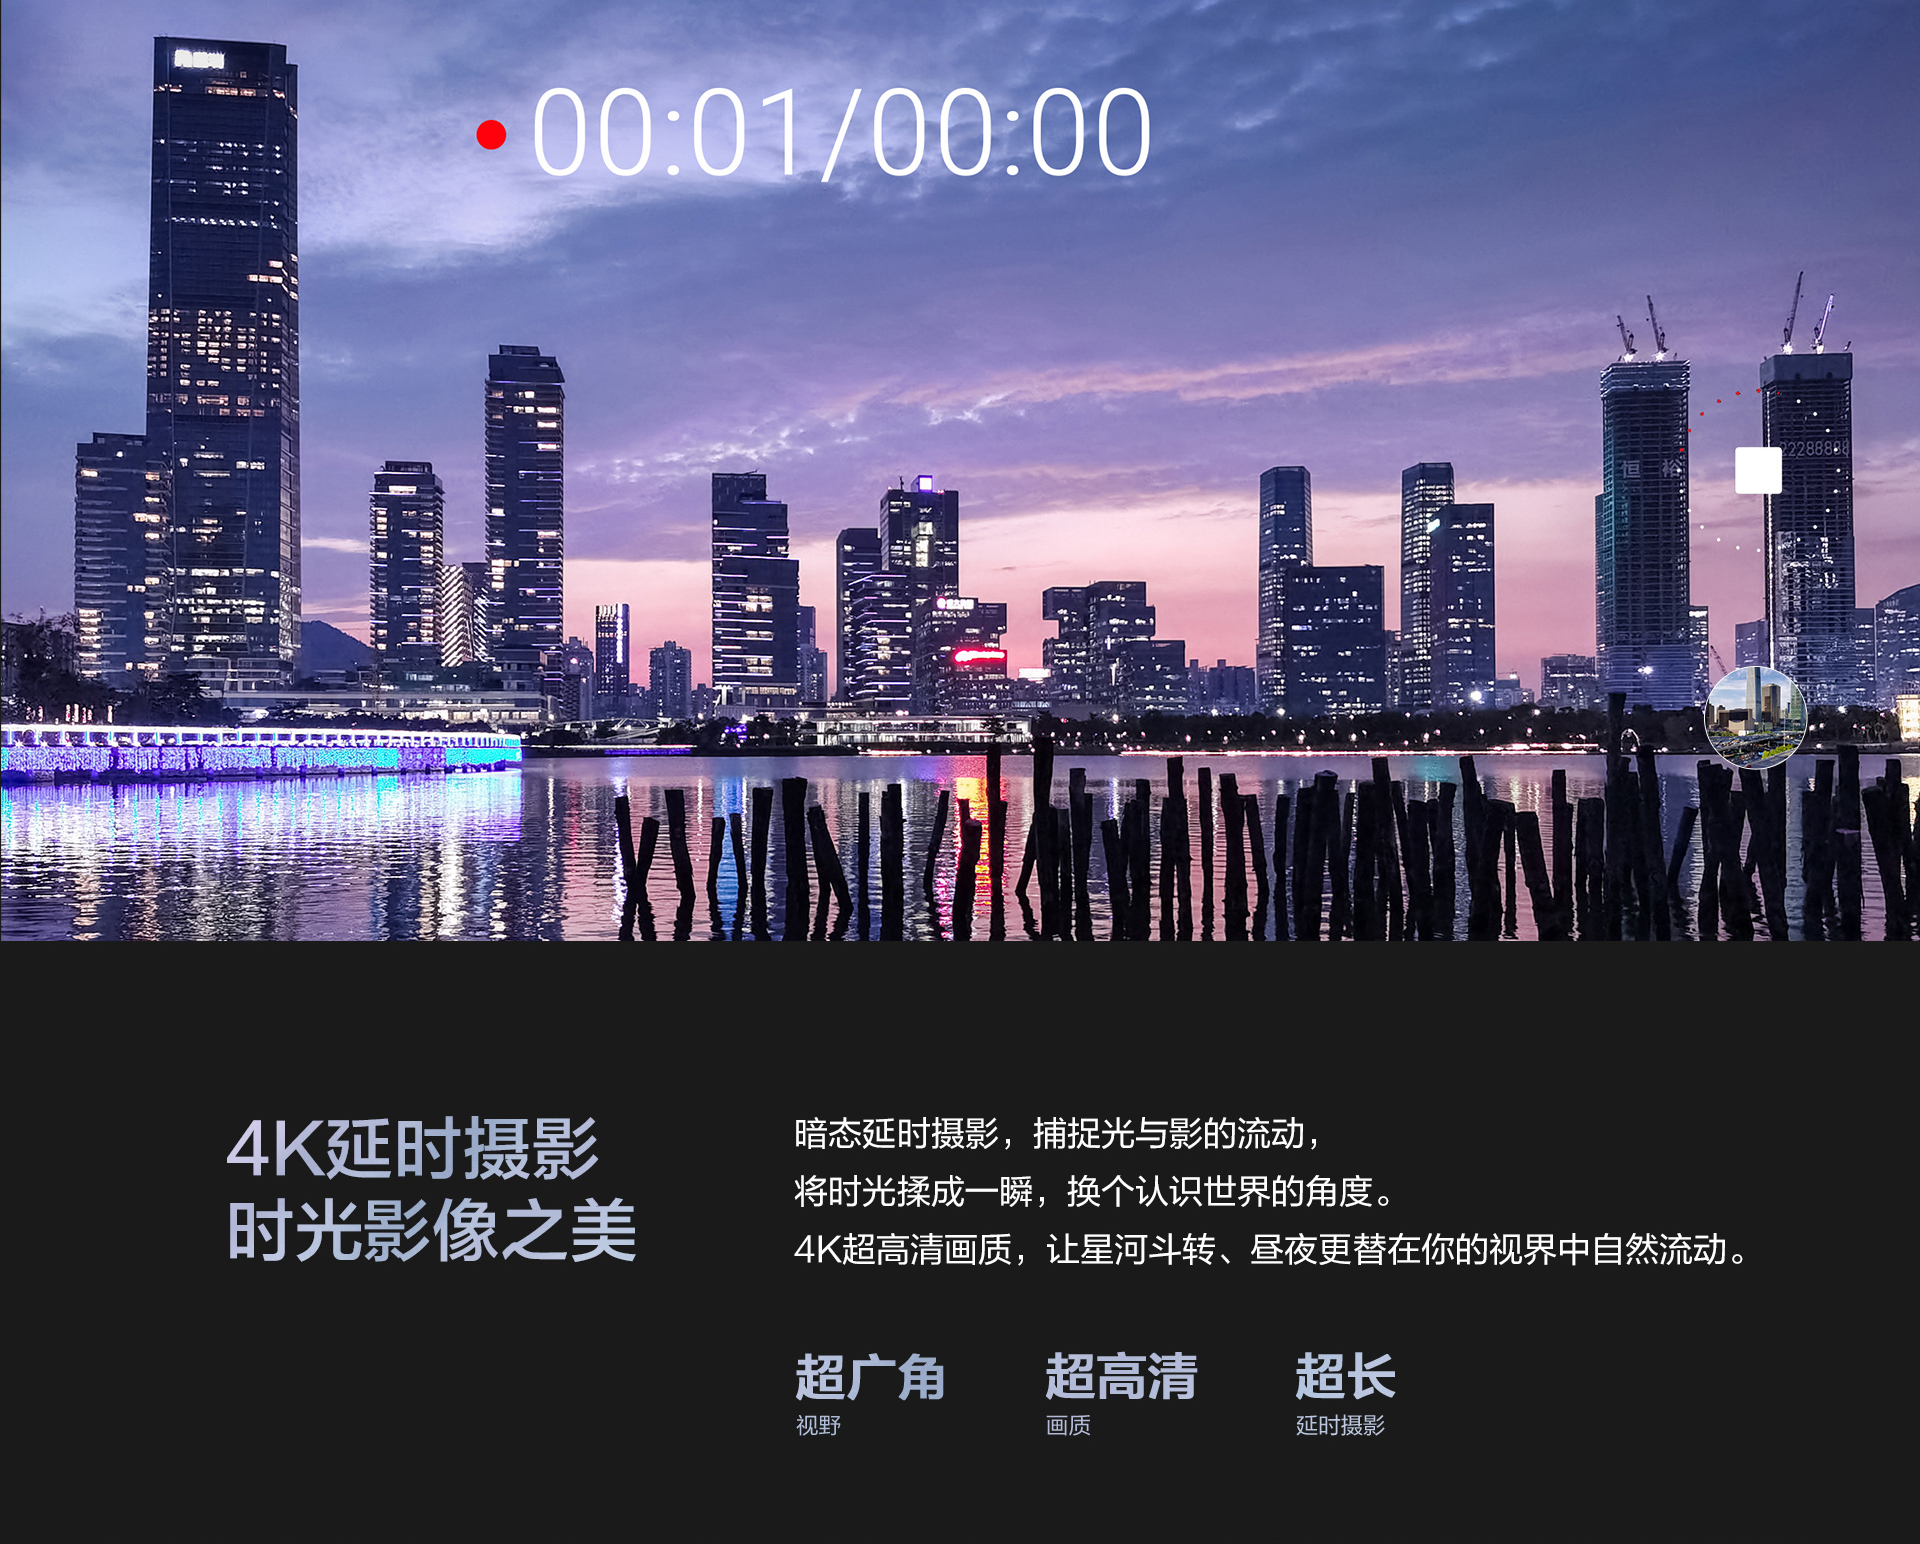 00:01/00:00
22288888
恒 裕
4K延时摄影
时光影像之美
暗态延时摄影，捕捉光与影的流动，
将时光揉成一瞬，换个认识世界的角度。
4K超高清画质，让星河斗转、昼夜更替在你的视界中自然流动。
超广角
视野
超高清
画质
超长
延时摄影